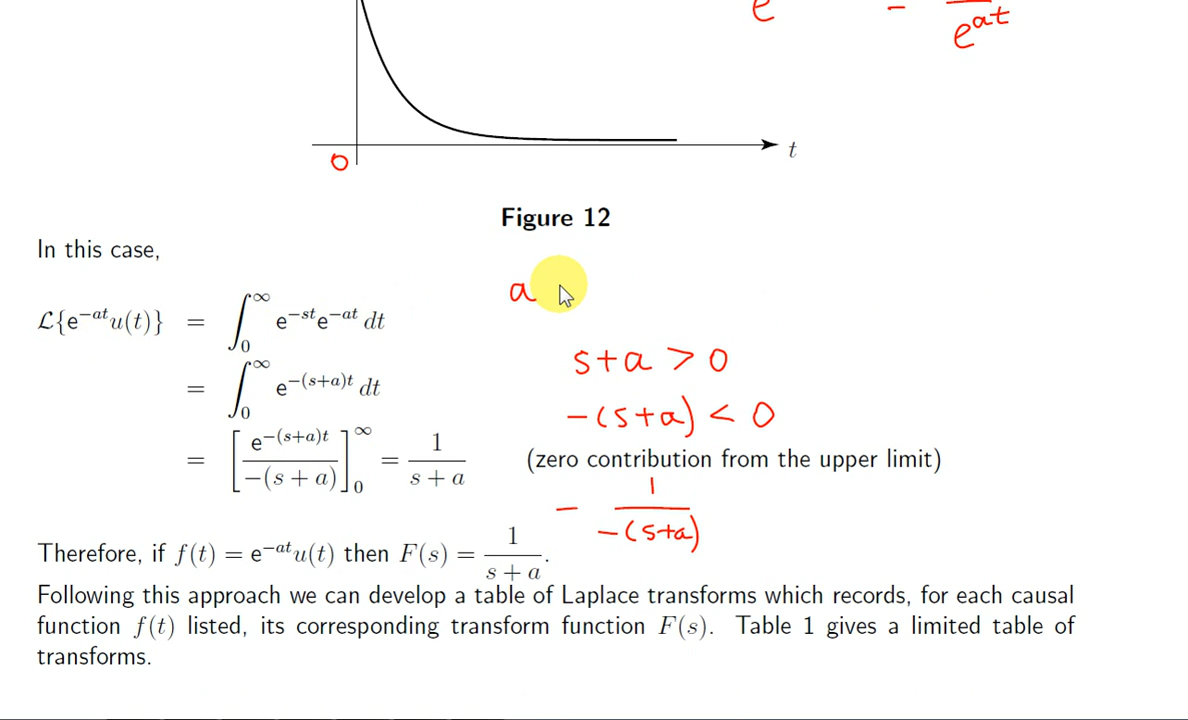 e - e^{at}
t
0
Figure 12
In this case,
a
ℒ{e^{-at}u(t)} = ∫_0^∞ e^{-st}e^{-at} dt
s+a > 0
= ∫_0^∞ e^{-(s+a)t} dt
-(s+a) < 0
= [e^{-(s+a)t} / -(s + a)]_0^∞ = 1 / (s + a) (zero contribution from the upper limit)
- 1 / -(s+a)
Therefore, if f(t) = e^{-at}u(t) then F(s) = 1 / (s + a).
Following this approach we can develop a table of Laplace transforms which records, for each causal
function f(t) listed, its corresponding transform function F(s). Table 1 gives a limited table of
transforms.